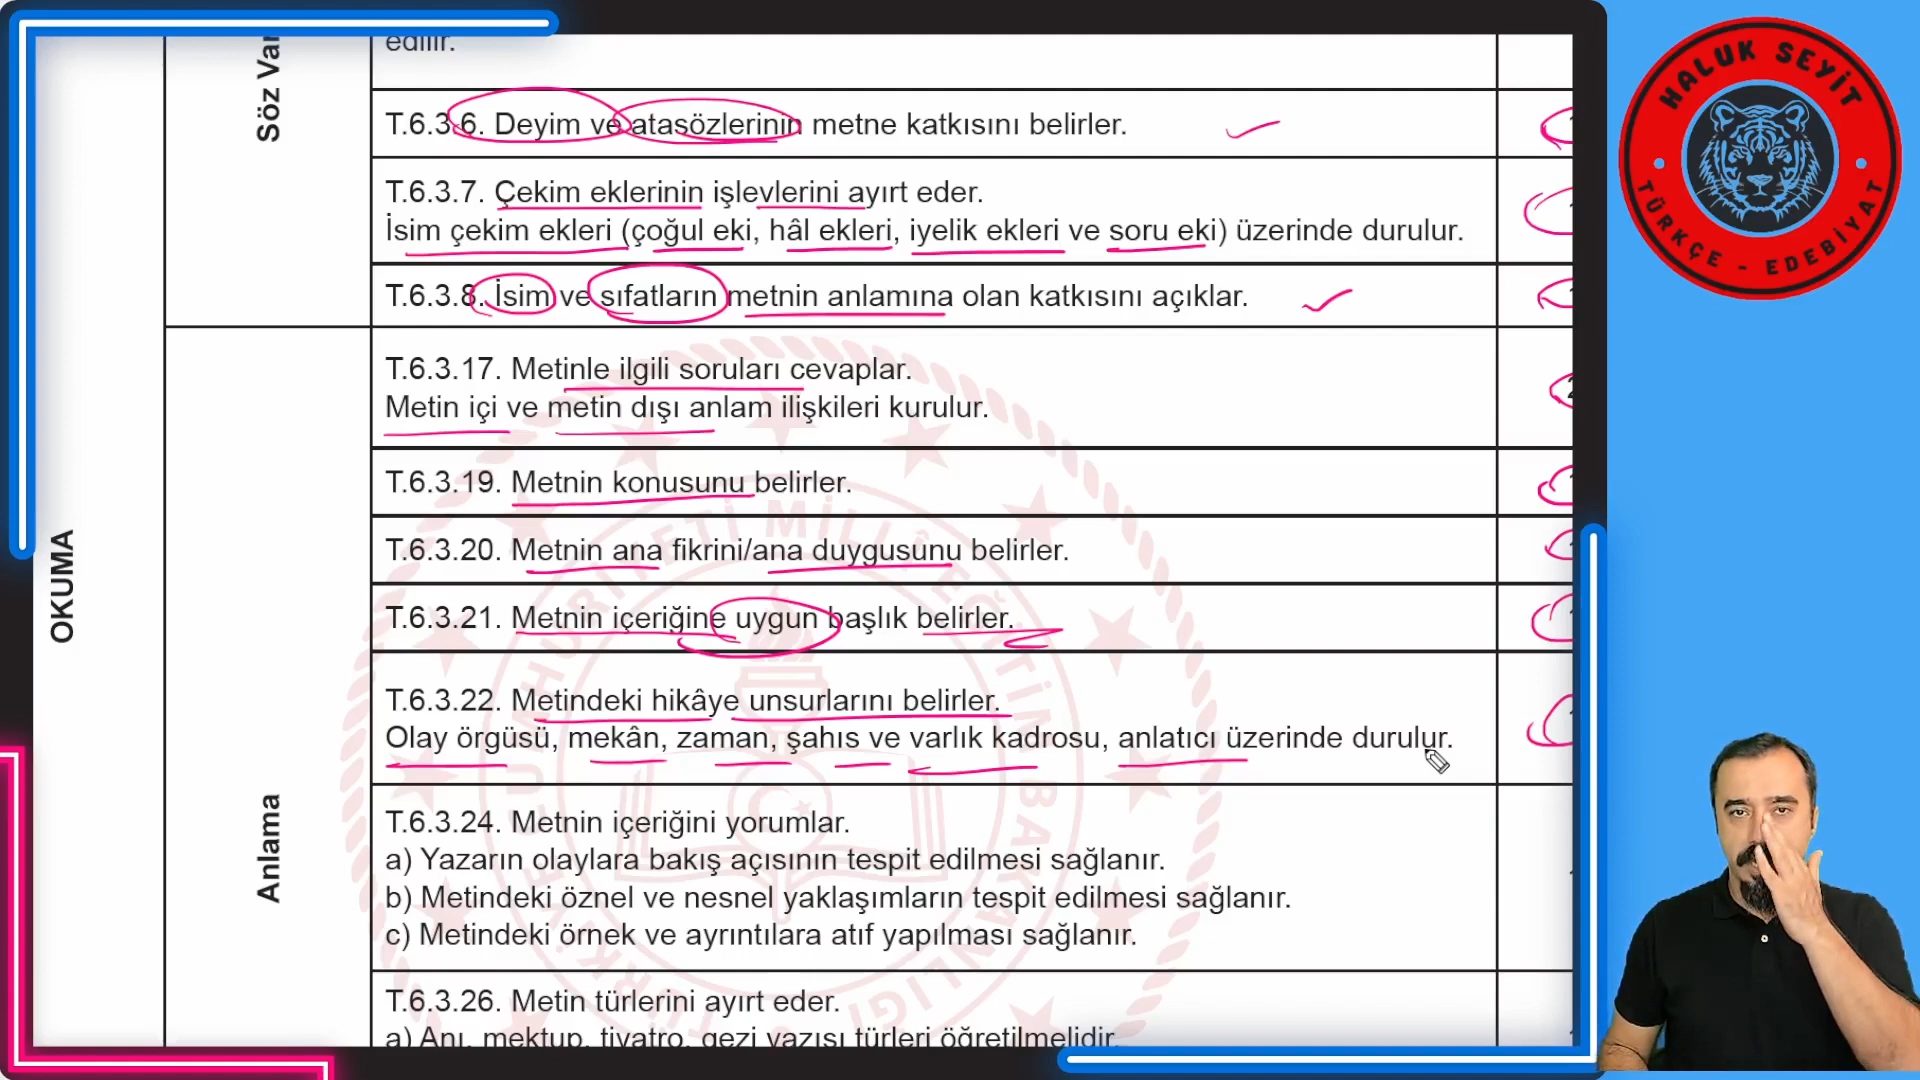 edilir.
Söz Var
T.6.3.6. Deyim ve atasözlerinin metne katkısını belirler.
T.6.3.7. Çekim eklerinin işlevlerini ayırt eder.
İsim çekim ekleri (çoğul eki, hâl ekleri, iyelik ekleri ve soru eki) üzerinde durulur.
T.6.3.8. İsim ve sıfatların metnin anlamına olan katkısını açıklar.
OKUMA
Anlama
T.6.3.17. Metinle ilgili soruları cevaplar.
Metin içi ve metin dışı anlam ilişkileri kurulur.
T.6.3.19. Metnin konusunu belirler.
T.6.3.20. Metnin ana fikrini/ana duygusunu belirler.
T.6.3.21. Metnin içeriğine uygun başlık belirler.
T.6.3.22. Metindeki hikâye unsurlarını belirler.
Olay örgüsü, mekân, zaman, şahıs ve varlık kadrosu, anlatıcı üzerinde durulur.
T.6.3.24. Metnin içeriğini yorumlar.
a) Yazarın olaylara bakış açısının tespit edilmesi sağlanır.
b) Metindeki öznel ve nesnel yaklaşımların tespit edilmesi sağlanır.
c) Metindeki örnek ve ayrıntılara atıf yapılması sağlanır.
T.6.3.26. Metin türlerini ayırt eder.
a) Anı, mektup, tiyatro, gezi yazısı türleri öğretilmelidir.
HALUK SEYİT
TÜRKÇE - EDEBİYAT